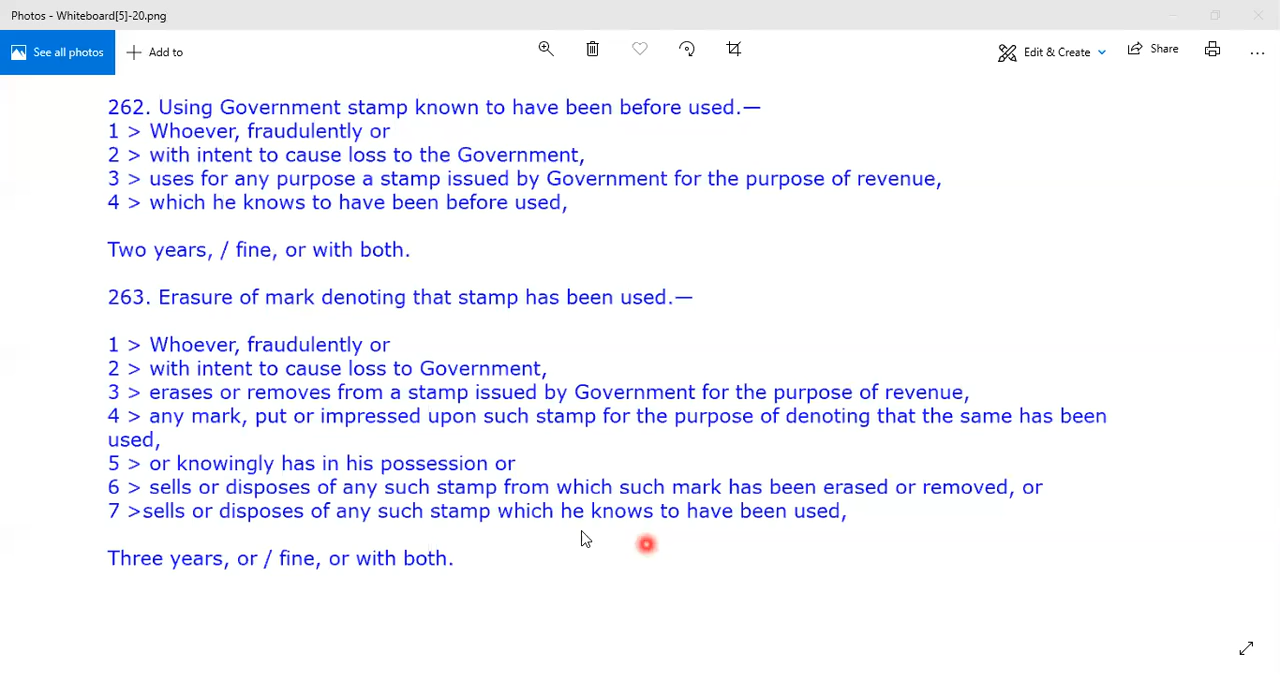 Photos - Whiteboard[5]-20.png
See all photos
Add to
Edit & Create
Share
262. Using Government stamp known to have been before used.—
1 > Whoever, fraudulently or
2 > with intent to cause loss to the Government,
3 > uses for any purpose a stamp issued by Government for the purpose of revenue,
4 > which he knows to have been before used,
Two years, / fine, or with both.
263. Erasure of mark denoting that stamp has been used.—
1 > Whoever, fraudulently or
2 > with intent to cause loss to Government,
3 > erases or removes from a stamp issued by Government for the purpose of revenue,
4 > any mark, put or impressed upon such stamp for the purpose of denoting that the same has been
used,
5 > or knowingly has in his possession or
6 > sells or disposes of any such stamp from which such mark has been erased or removed, or
7 >sells or disposes of any such stamp which he knows to have been used,
Three years, or / fine, or with both.